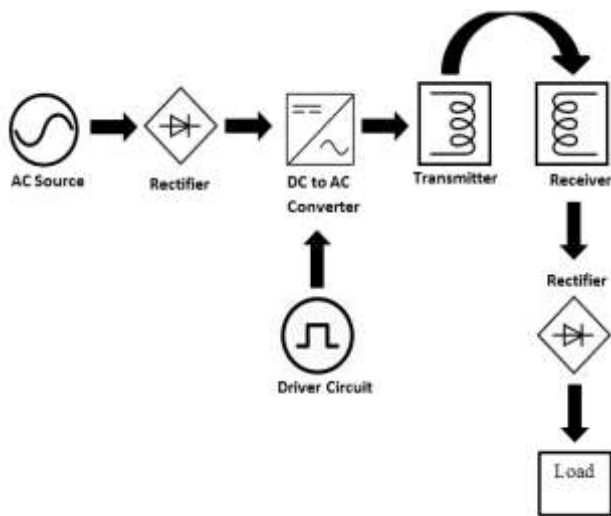 AC Source
Rectifier
DC to AC
Converter
Transmitter
Receiver
Rectifier
Driver Circuit
Load